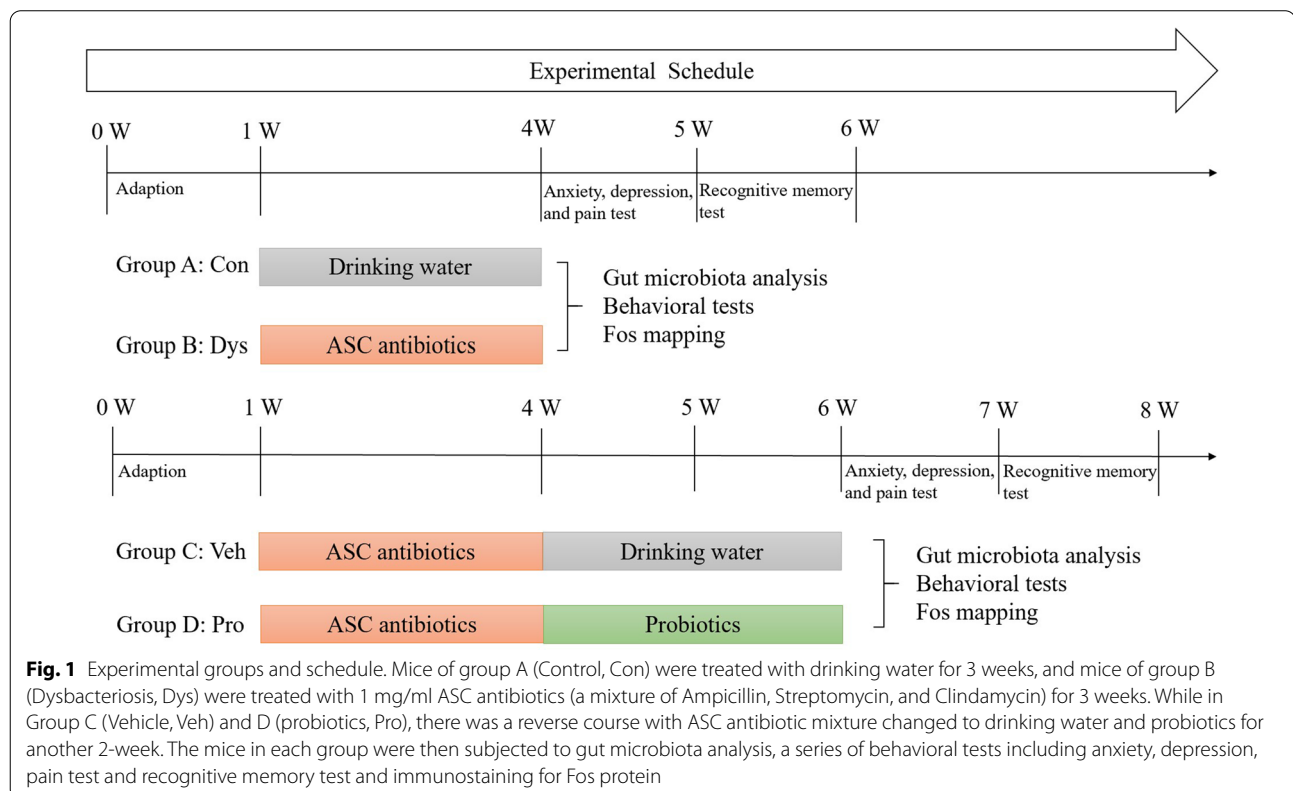 Experimental Schedule
0 W 1 W 4W 5 W 6 W
Adaption
Anxiety, depression,
and pain test
Recognitive memory
test
Group A: Con
Drinking water
Group B: Dys
ASC antibiotics
Gut microbiota analysis
Behavioral tests
Fos mapping
0 W 1 W 4 W 5 W 6 W 7 W 8 W
Adaption
Anxiety, depression,
and pain test
Recognitive memory
test
Group C: Veh
ASC antibiotics
Drinking water
Group D: Pro
ASC antibiotics
Probiotics
Gut microbiota analysis
Behavioral tests
Fos mapping
Fig. 1 Experimental groups and schedule. Mice of group A (Control, Con) were treated with drinking water for 3 weeks, and mice of group B
(Dysbacteriosis, Dys) were treated with 1 mg/ml ASC antibiotics (a mixture of Ampicillin, Streptomycin, and Clindamycin) for 3 weeks. While in
Group C (Vehicle, Veh) and D (probiotics, Pro), there was a reverse course with ASC antibiotic mixture changed to drinking water and probiotics for
another 2-week. The mice in each group were then subjected to gut microbiota analysis, a series of behavioral tests including anxiety, depression,
pain test and recognitive memory test and immunostaining for Fos protein